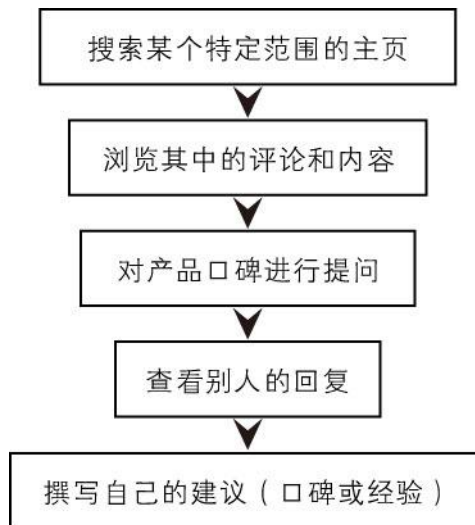 搜索某个特定范围的主页
浏览其中的评论和内容
对产品口碑进行提问
查看别人的回复
撰写自己的建议（口碑或经验）